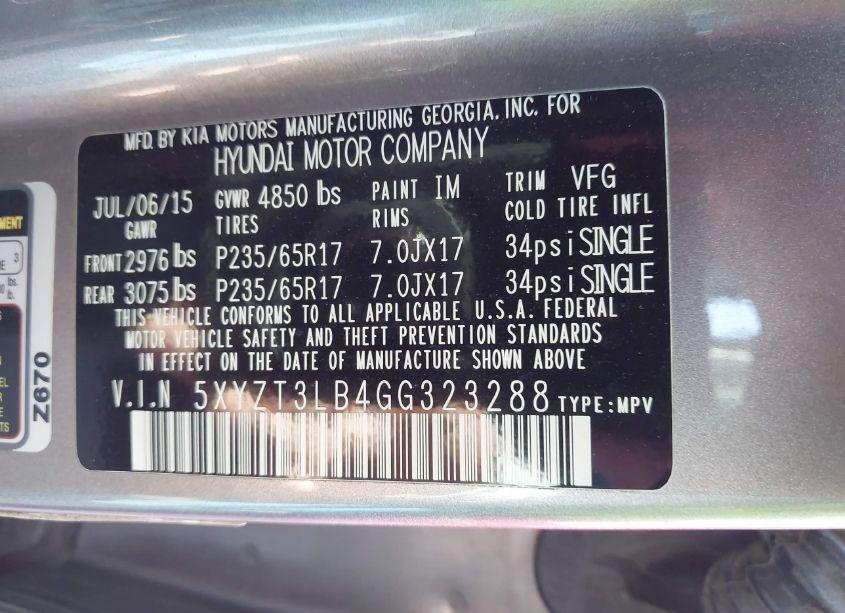 MFD. BY KIA MOTORS MANUFACTURING GEORGIA, INC. FOR
HYUNDAI MOTOR COMPANY
JUL/06/15 GVWR 4850 lbs PAINT IM TRIM VFG
GAWR TIRES RIMS COLD TIRE INFL
FRONT 2976 lbs P235/65R17 7.0JX17 34psi SINGLE
REAR 3075 lbs P235/65R17 7.0JX17 34psi SINGLE
THIS VEHICLE CONFORMS TO ALL APPLICABLE U.S.A. FEDERAL
MOTOR VEHICLE SAFETY AND THEFT PREVENTION STANDARDS
IN EFFECT ON THE DATE OF MANUFACTURE SHOWN ABOVE
V.I.N 5XYZT3LB4GG323288 TYPE:MPV
3
lbs.
lb.
Z670